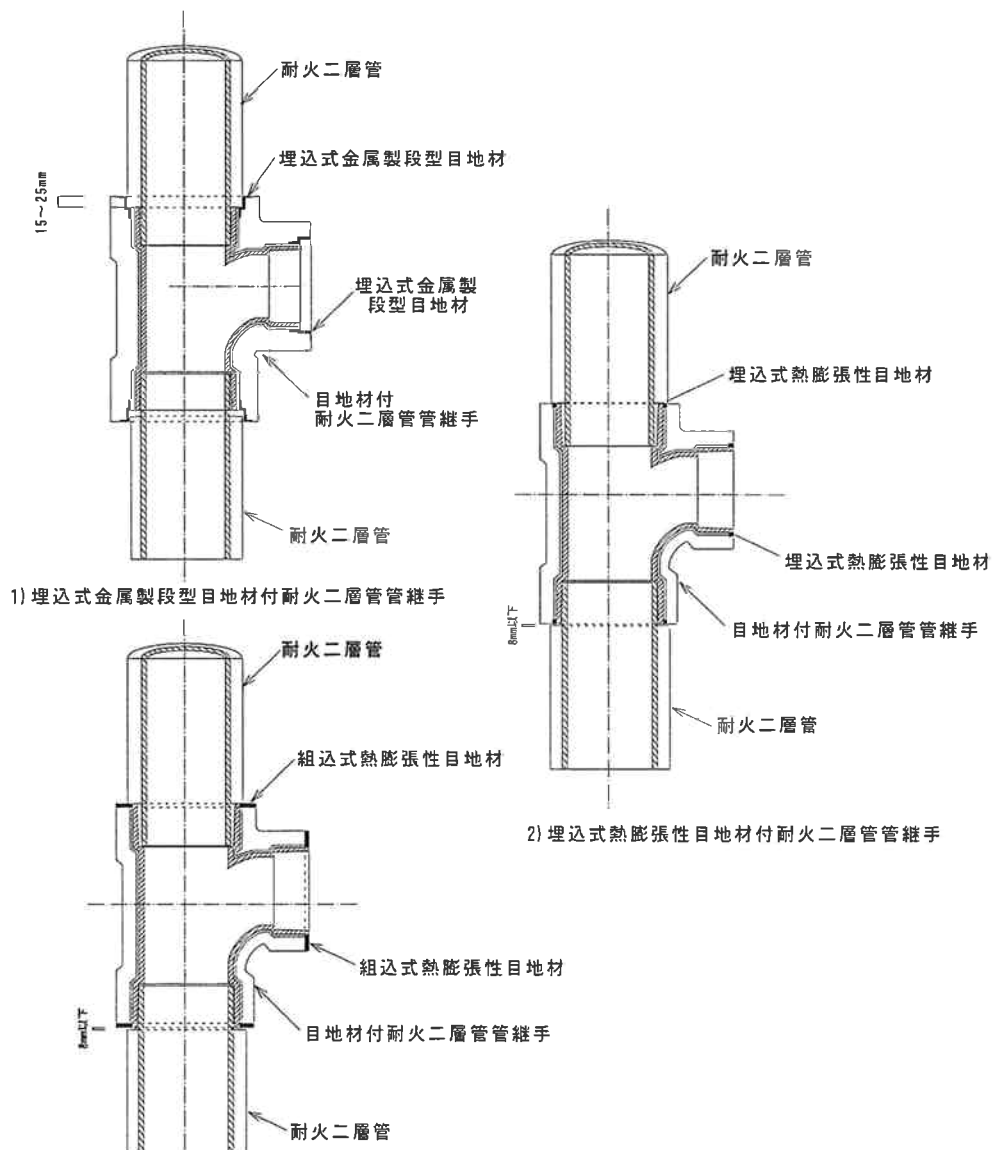 耐火二層管
埋込式金属製段型目地材
15~25mm
埋込式金属製
段型目地材
目地材付
耐火二層管管継手
耐火二層管
1)埋込式金属製段型目地材付耐火二層管管継手
耐火二層管
埋込式熱膨張性目地材
埋込式熱膨張性目地材
目地材付耐火二層管管継手
8mm以下
耐火二層管
2)埋込式熱膨張性目地材付耐火二層管管継手
耐火二層管
組込式熱膨張性目地材
組込式熱膨張性目地材
目地材付耐火二層管管継手
8mm以下
耐火二層管